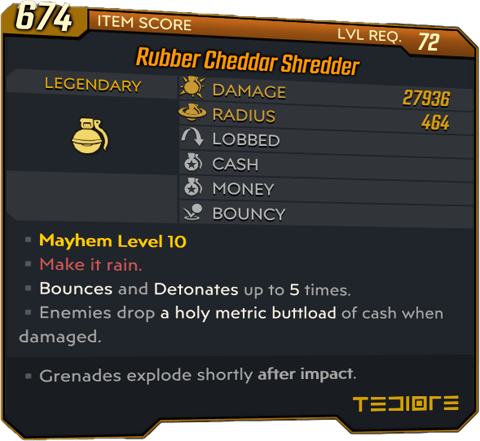 674 ITEM SCORE LVL REQ. 72
Rubber Cheddar Shredder
LEGENDARY
DAMAGE 27936
RADIUS 464
LOBBED
CASH
MONEY
BOUNCY
Mayhem Level 10
Make it rain.
Bounces and Detonates up to 5 times.
Enemies drop a holy metric buttload of cash when
damaged.
Grenades explode shortly after impact.
TEDIORE